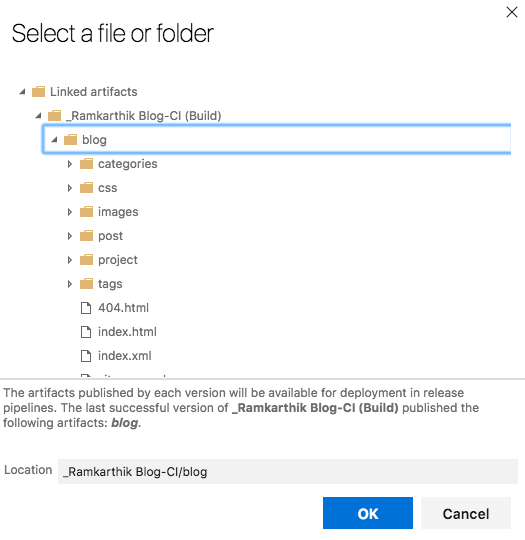 Select a file or folder
Linked artifacts
_Ramkarthik Blog-CI (Build)
blog
categories
css
images
post
project
tags
404.html
index.html
index.xml
The artifacts published by each version will be available for deployment in release
pipelines. The last successful version of _Ramkarthik Blog-CI (Build) published the
following artifacts: blog.
Location _Ramkarthik Blog-CI/blog
OK Cancel